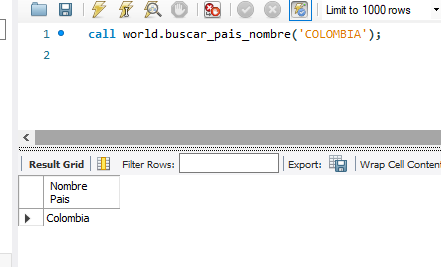 Limit to 1000 rows
1 call world.buscar_pais_nombre('COLOMBIA');
2
Result Grid Filter Rows: Export: Wrap Cell Conten
Nombre
Pais
Colombia